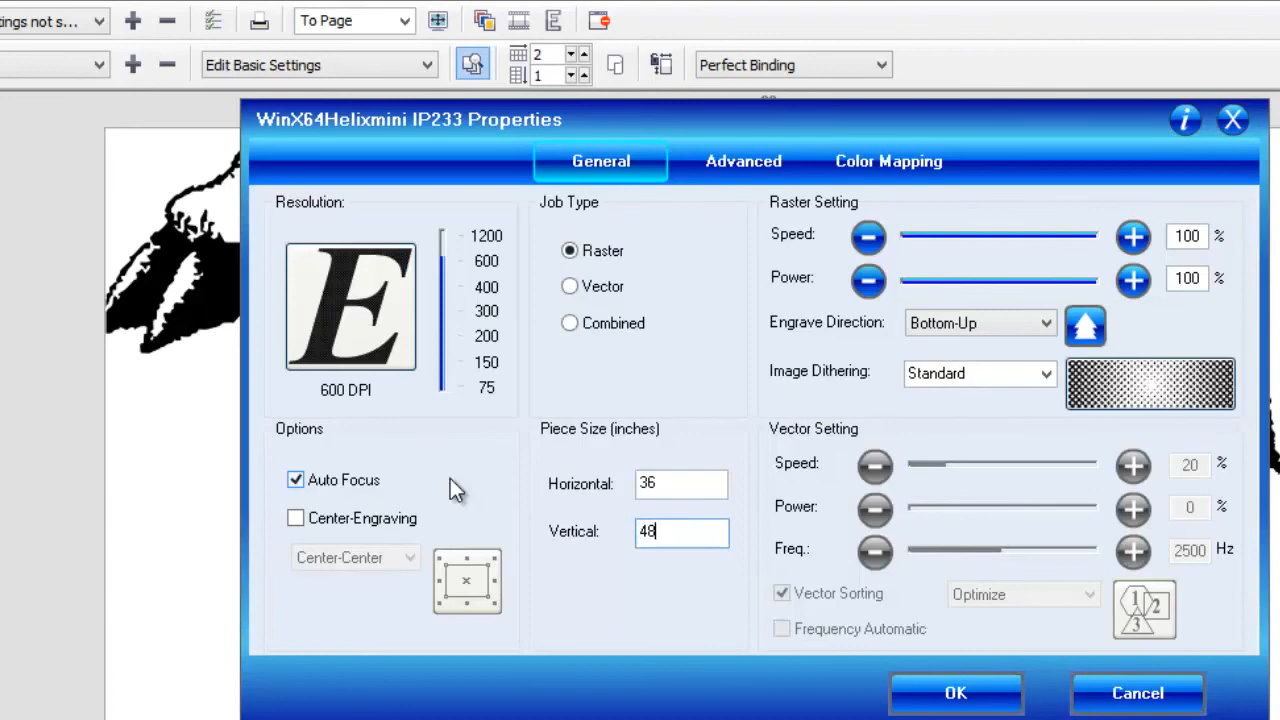 tings not s...
To Page
Edit Basic Settings
2
1
Perfect Binding
WinX64Helixmini IP233 Properties
i
X
General
Advanced
Color Mapping
Resolution:
E
1200
600
400
300
200
150
75
600 DPI
Job Type
Raster
Vector
Combined
Raster Setting
Speed:
100 %
Power:
100 %
Engrave Direction:
Bottom-Up
Image Dithering:
Standard
Options
Auto Focus
Center-Engraving
Center-Center
Piece Size (inches)
Horizontal:
36
Vertical:
48
Vector Setting
Speed:
20 %
Power:
0 %
Freq.:
2500 Hz
Vector Sorting
Optimize
1
2
3
Frequency Automatic
OK
Cancel